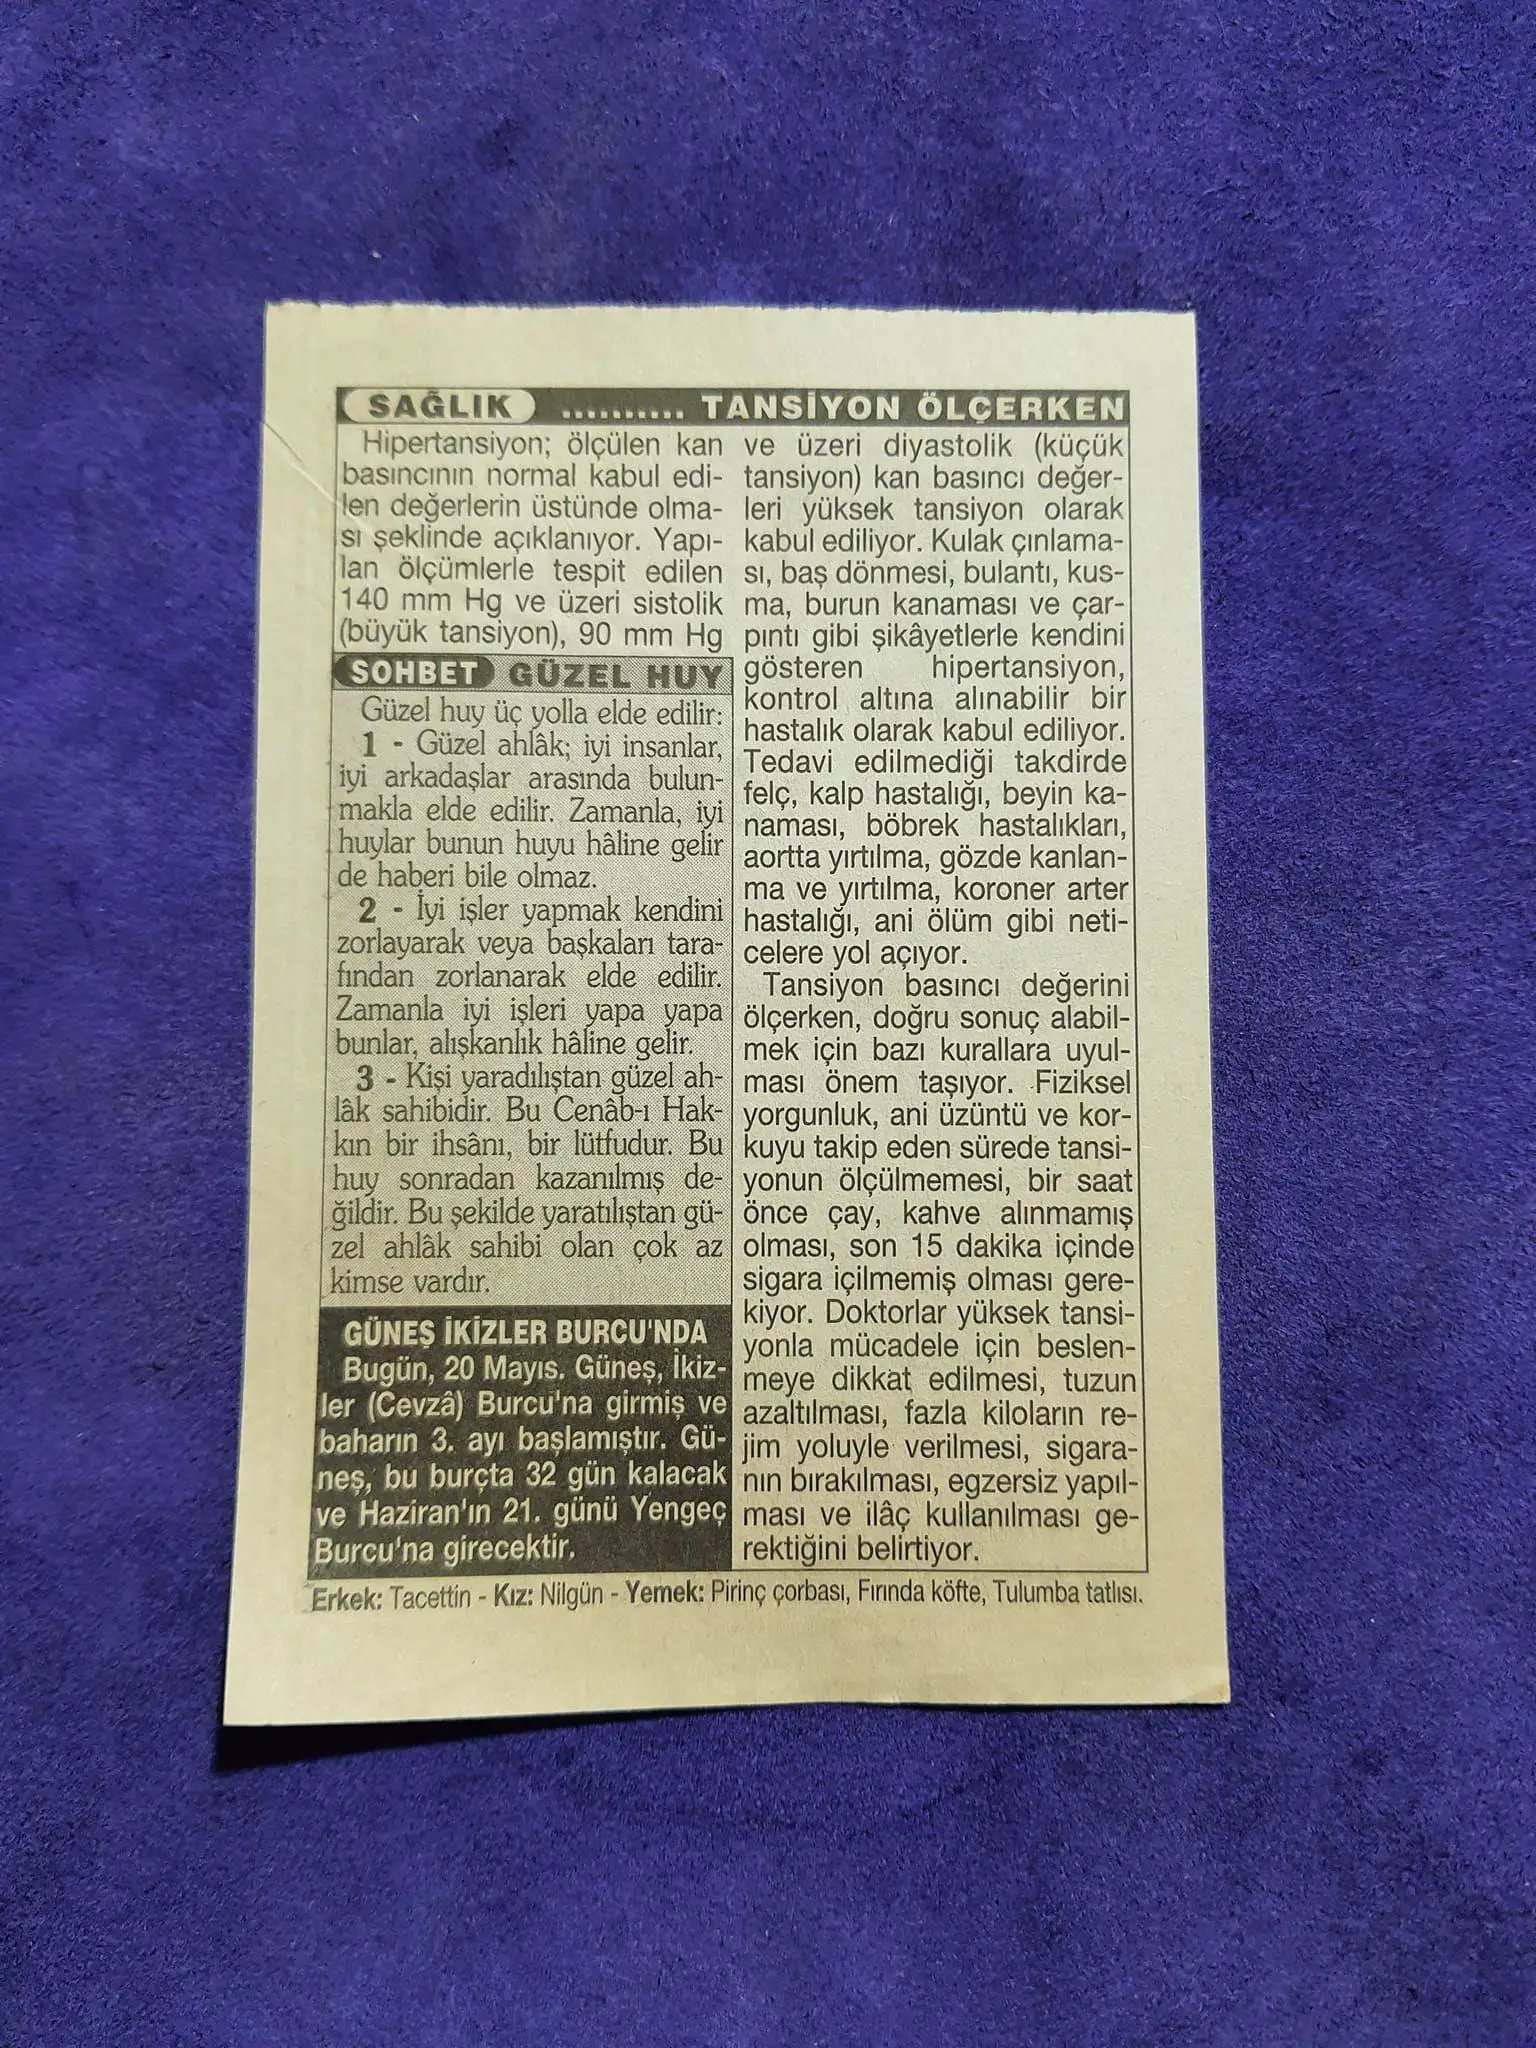 SAĞLIK .......... TANSİYON ÖLÇERKEN
Hipertansiyon; ölçülen kan
basıncının normal kabul edi-
len değerlerin üstünde olma-
sı şeklinde açıklanıyor. Yapı-
lan ölçümlerle tespit edilen
140 mm Hg ve üzeri sistolik
(büyük tansiyon), 90 mm Hg
ve üzeri diyastolik (küçük
tansiyon) kan basıncı değer-
leri yüksek tansiyon olarak
kabul ediliyor. Kulak çınlama-
sı, baş dönmesi, bulantı, kus-
ma, burun kanaması ve çar-
pıntı gibi şikâyetlerle kendini
gösteren hipertansiyon,
kontrol altına alınabilir bir
hastalık olarak kabul ediliyor.
Tedavi edilmediği takdirde
felç, kalp hastalığı, beyin ka-
naması, böbrek hastalıkları,
aortta yırtılma, gözde kanlan-
ma ve yırtılma, koroner arter
hastalığı, ani ölüm gibi neti-
celere yol açıyor.
Tansiyon basıncı değerini
ölçerken, doğru sonuç alabil-
mek için bazı kurallara uyul-
ması önem taşıyor. Fiziksel
yorgunluk, ani üzüntü ve kor-
kuyu takip eden sürede tansi-
yonun ölçülmemesi, bir saat
önce çay, kahve alınmamış
olması, son 15 dakika içinde
sigara içilmemiş olması gere-
kiyor. Doktorlar yüksek tansi-
yonla mücadele için beslen-
meye dikkat edilmesi, tuzun
azaltılması, fazla kiloların re-
jim yoluyle verilmesi, sigara-
nın bırakılması, egzersiz yapıl-
ması ve ilâç kullanılması ge-
rektiğini belirtiyor.
SOHBET GÜZEL HUY
Güzel huy üç yolla elde edilir:
1 - Güzel ahlâk; iyi insanlar,
iyi arkadaşlar arasında bulun-
makla elde edilir. Zamanla, iyi
huylar bunun huyu hâline gelir
de haberi bile olmaz.
2 - İyi işler yapmak kendini
zorlayarak veya başkaları tara-
fından zorlanarak elde edilir.
Zamanla iyi işleri yapa yapa
bunlar, alışkanlık hâline gelir.
3 - Kişi yaradılıştan güzel ah-
lâk sahibidir. Bu Cenâb-ı Hak-
kın bir ihsânı, bir lütfudur. Bu
huy sonradan kazanılmış de-
ğildir. Bu şekilde yaratılıştan gü-
zel ahlâk sahibi olan çok az
kimse vardır.
GÜNEŞ İKİZLER BURCU'NDA
Bugün, 20 Mayıs. Güneş, İkiz-
ler (Cevzâ) Burcu'na girmiş ve
baharın 3. ayı başlamıştır. Gü-
neş, bu burçta 32 gün kalacak
ve Haziran'ın 21. günü Yengeç
Burcu'na girecektir.
Erkek: Tacettin - Kız: Nilgün - Yemek: Pirinç çorbası, Fırında köfte, Tulumba tatlısı.